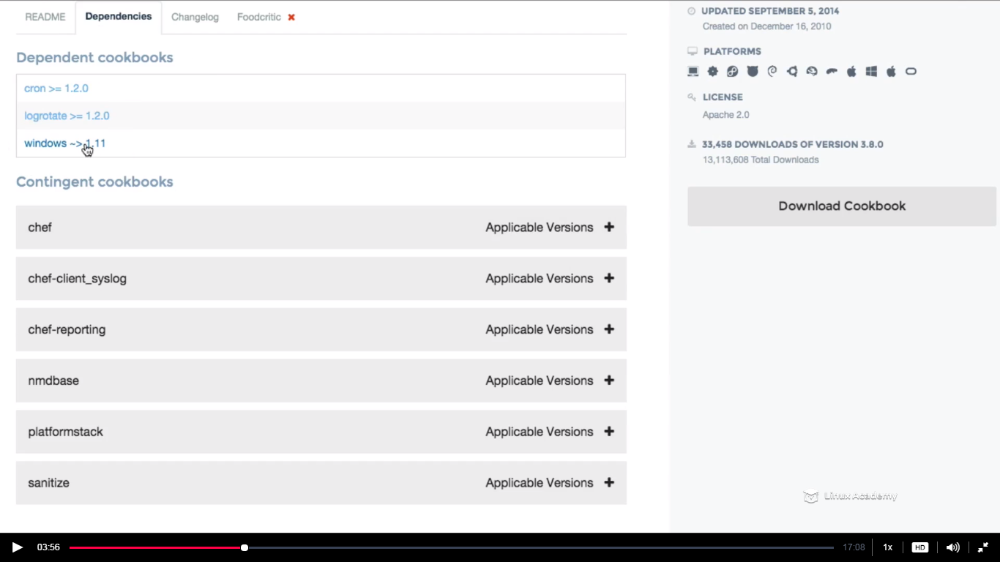 README Dependencies Changelog Foodcritic
Dependent cookbooks
cron >= 1.2.0
logrotate >= 1.2.0
windows ~> 1.11
Contingent cookbooks
chef Applicable Versions
chef-client_syslog Applicable Versions
chef-reporting Applicable Versions
nmdbase Applicable Versions
platformstack Applicable Versions
sanitize Applicable Versions
UPDATED SEPTEMBER 5, 2014
Created on December 16, 2010
PLATFORMS
LICENSE
Apache 2.0
33,458 DOWNLOADS OF VERSION 3.8.0
13,113,608 Total Downloads
Download Cookbook
Linux Academy
03:56 17:08 1x HD